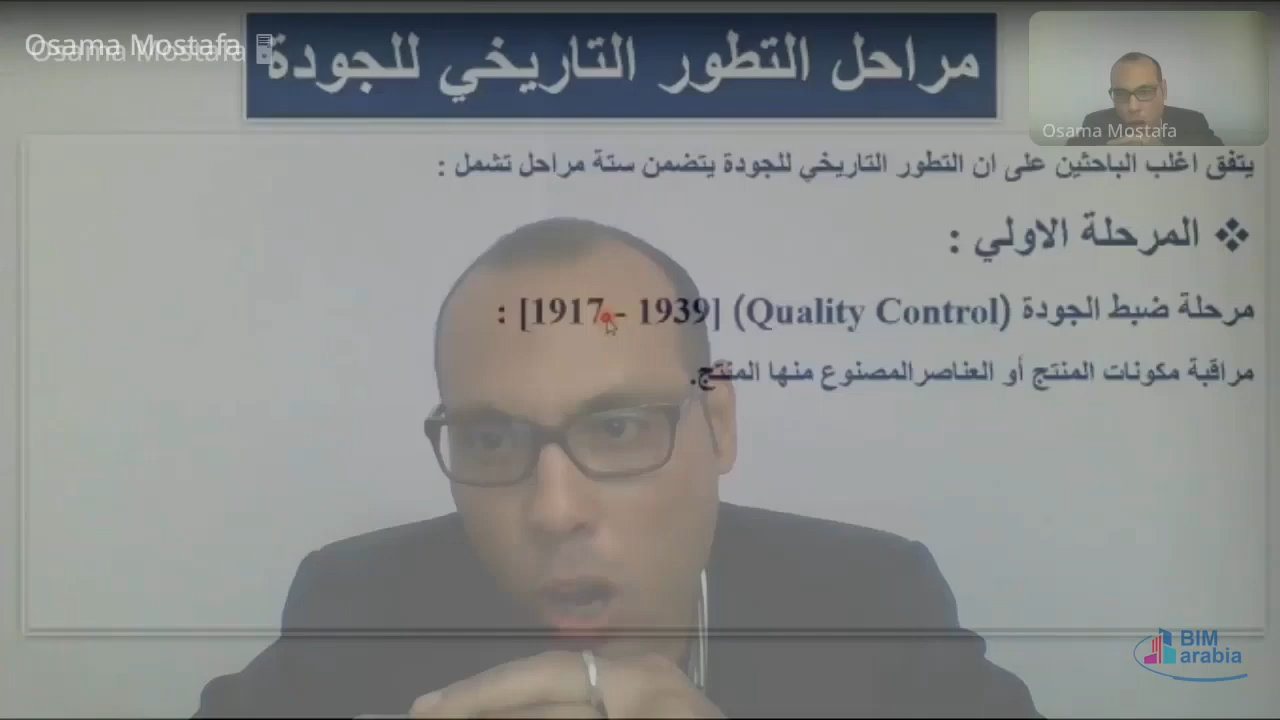 Osama Mostafa
Osama Mostafa
مراحل التطور التاريخي للجودة
Osama Mostafa
يتفق اغلب الباحثين على ان التطور التاريخي للجودة يتضمن ستة مراحل تشمل :
❖ المرحلة الاولي :
مرحلة ضبط الجودة (Quality Control) [1917 - 1939] :
مراقبة مكونات المنتج أو العناصرالمصنوع منها المنتج.
BIM
arabia